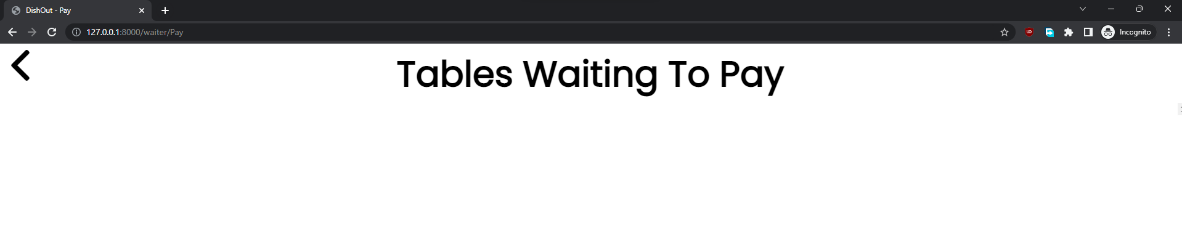 DishOut - Pay
127.0.0.1:8000/waiter/Pay
Incognito
Tables Waiting To Pay